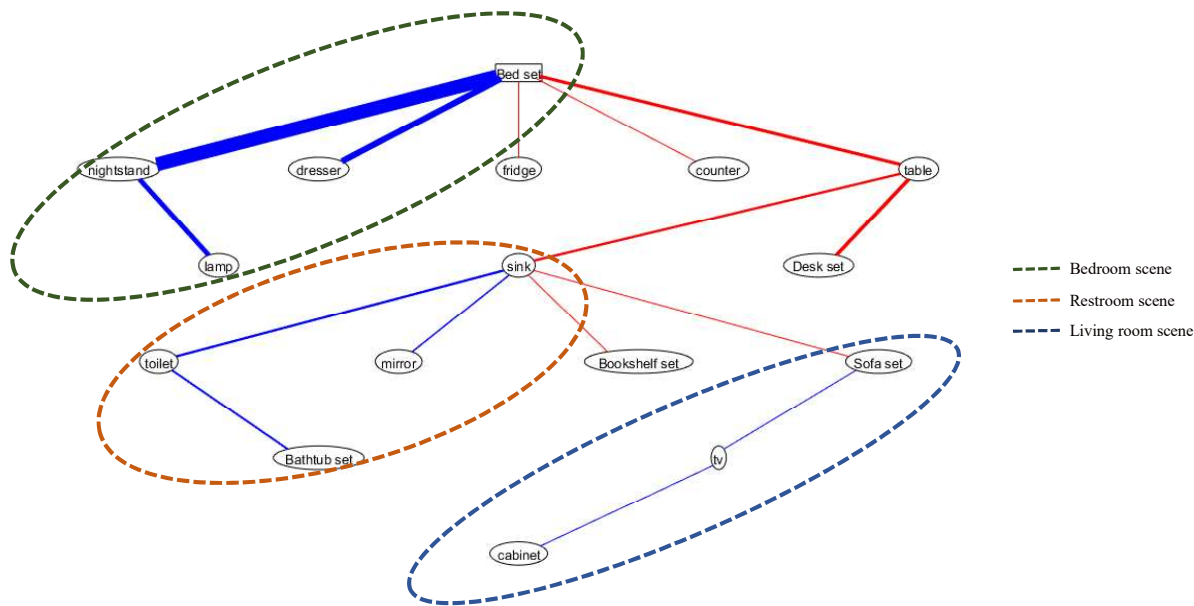 Bed set
nightstand
dresser
fridge
counter
table
lamp
sink
Desk set
Bedroom scene
Restroom scene
Living room scene
toilet
mirror
Bookshelf set
Sofa set
Bathtub set
tv
cabinet